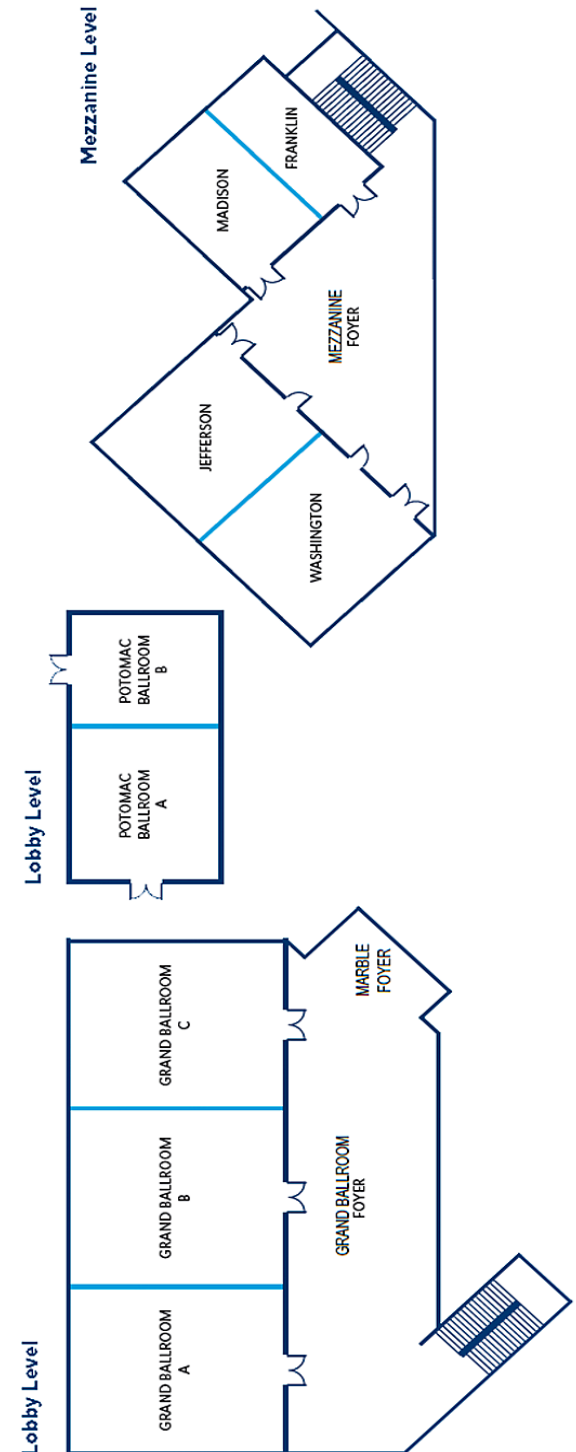 Lobby Level
GRAND BALLROOM
A
GRAND BALLROOM
B
GRAND BALLROOM
C
GRAND BALLROOM
FOYER
MARBLE
FOYER
Lobby Level
POTOMAC
BALLROOM
A
POTOMAC
BALLROOM
B
Mezzanine Level
WASHINGTON
JEFFERSON
MADISON
FRANKLIN
MEZZANINE
FOYER